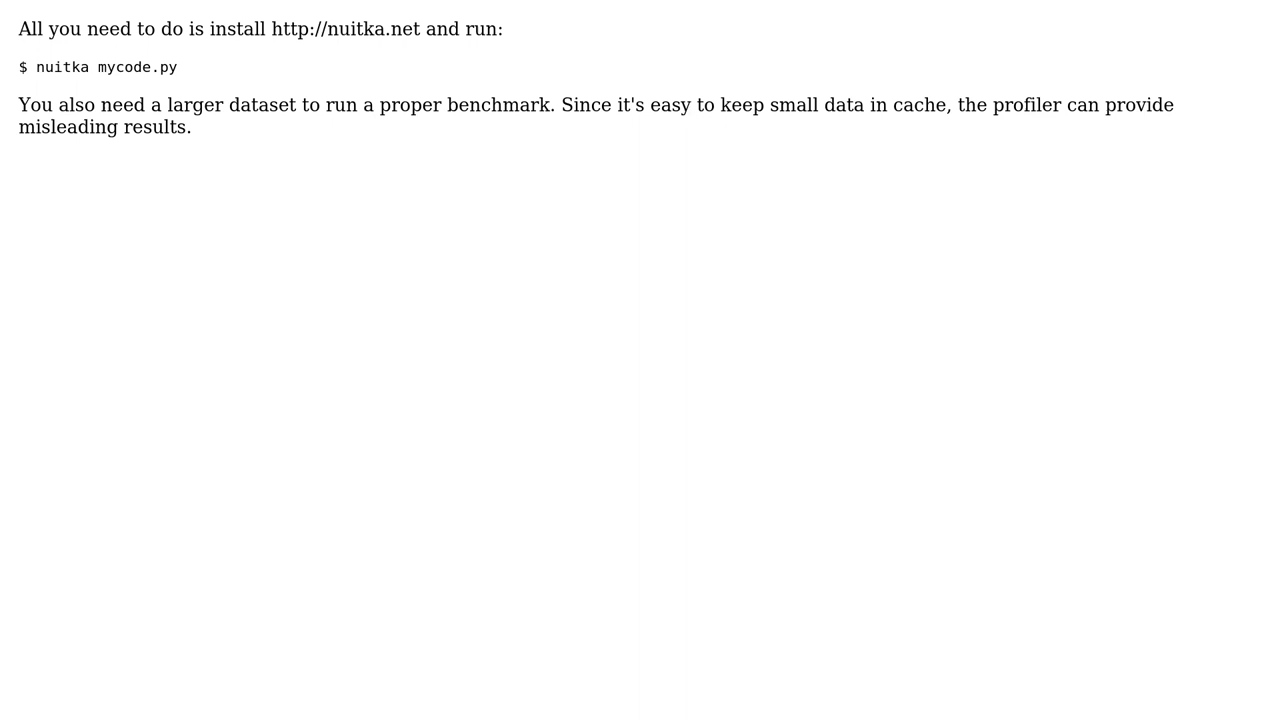 All you need to do is install http://nuitka.net and run:
$ nuitka mycode.py
You also need a larger dataset to run a proper benchmark. Since it's easy to keep small data in cache, the profiler can provide
misleading results.